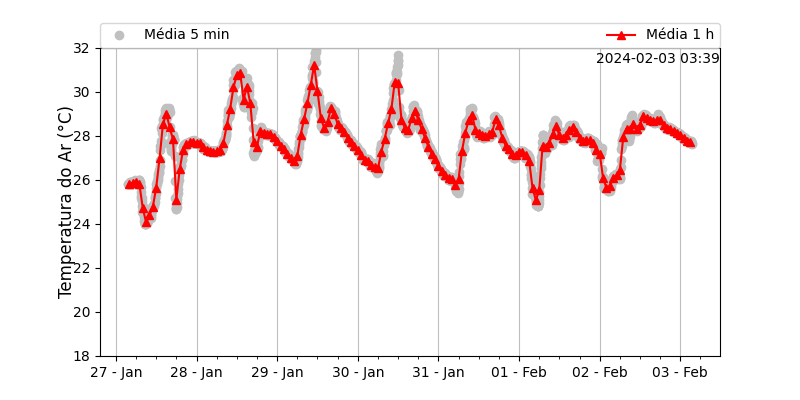 Média 5 min
Média 1 h
2024-02-03 03:39
Temperatura do Ar (°C)
32
30
28
26
24
22
20
18
27 - Jan
28 - Jan
29 - Jan
30 - Jan
31 - Jan
01 - Feb
02 - Feb
03 - Feb